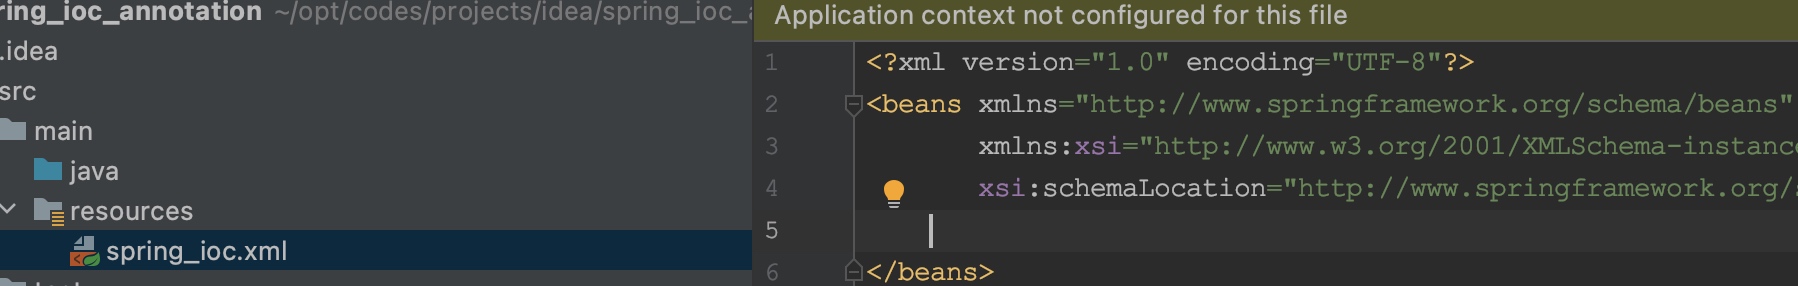 ring_ioc_annotation ~/opt/codes/projects/idea/spring_ioc_
.idea
src
main
java
resources
spring_ioc.xml
Application context not configured for this file
1 <?xml version="1.0" encoding="UTF-8"?>
2 <beans xmlns="http://www.springframework.org/schema/beans"
3 xmlns:xsi="http://www.w3.org/2001/XMLSchema-instanc
4 xsi:schemaLocation="http://www.springframework.org/
5
6 </beans>